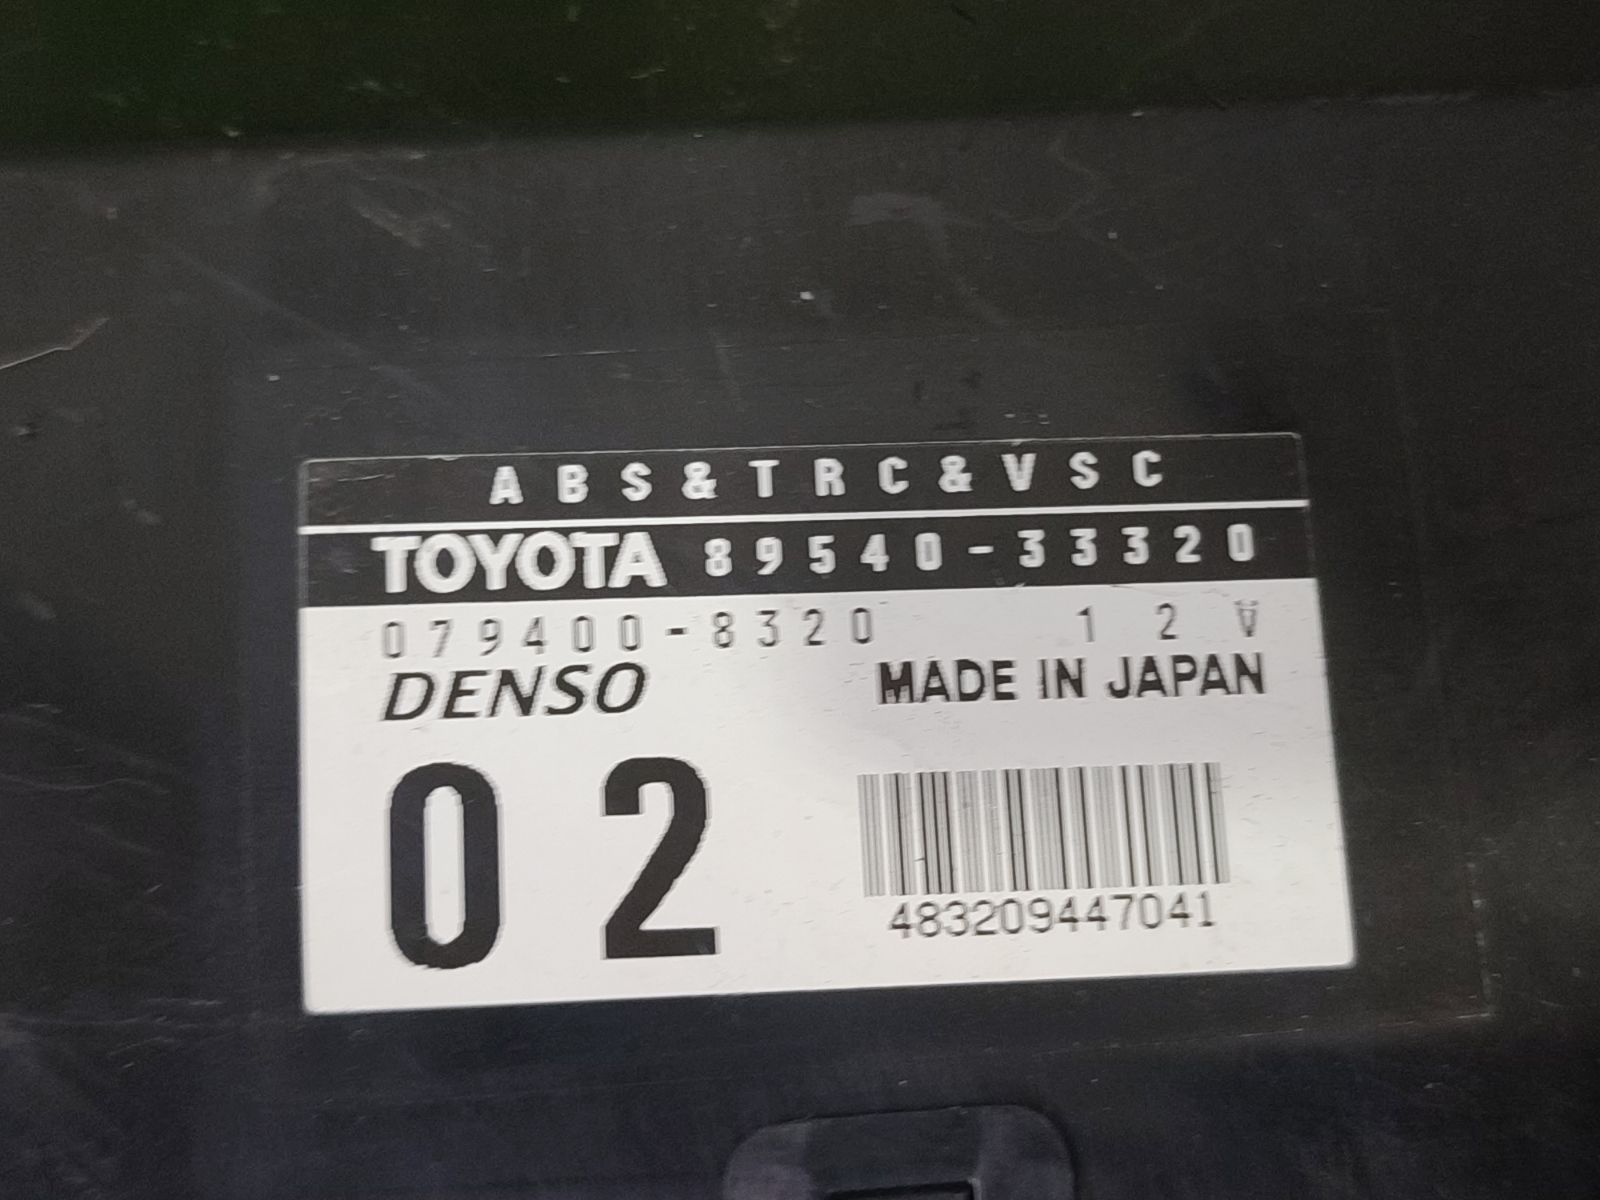 ABS&TRC&VSC
TOYOTA 89540-33320
079400-8320 12V
DENSO MADE IN JAPAN
02
483209447041